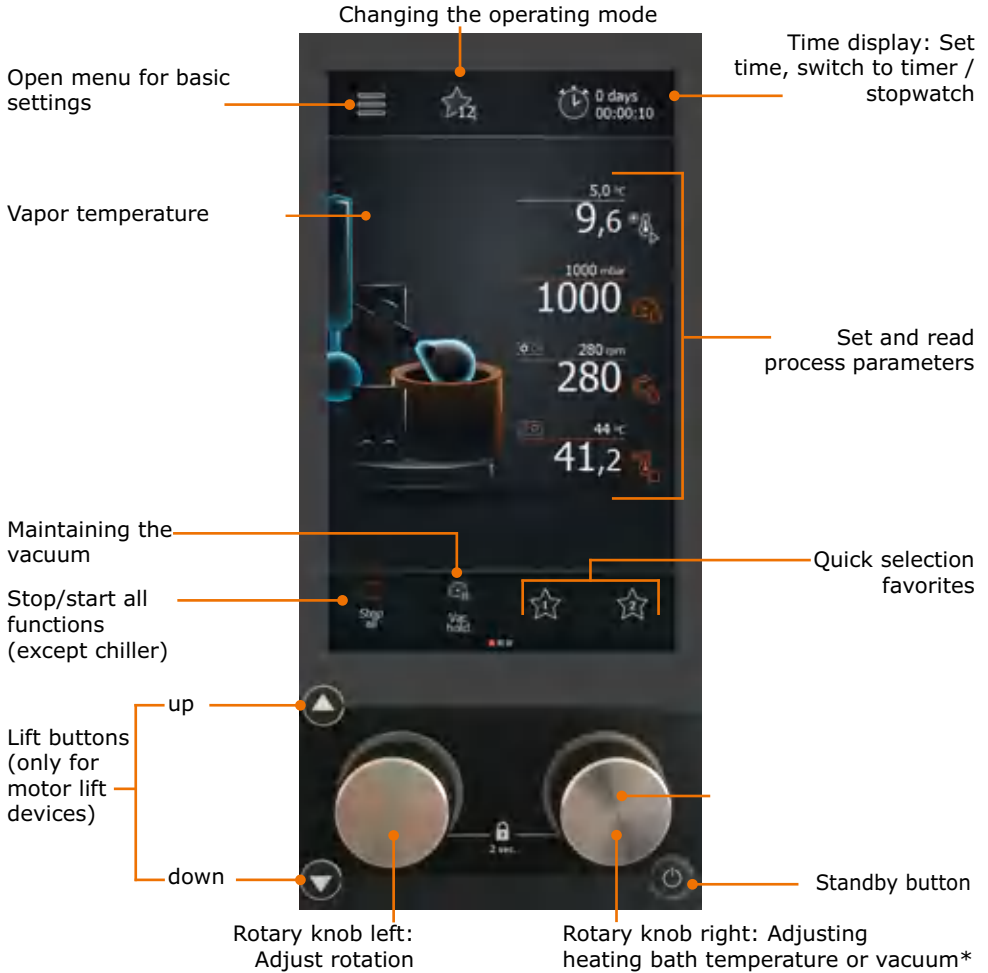 Changing the operating mode
Time display: Set
time, switch to timer /
stopwatch
Open menu for basic
settings
12
0 days
00:00:10
Vapor temperature
5,0 °C
9,6
1000 mbar
1000
280 rpm
280
44 °C
41,2
Set and read
process parameters
Maintaining the
vacuum
Quick selection
favorites
Stop/start all
functions
(except chiller)
Stop
all
Vac.
hold
1
2
up
Lift buttons
(only for
motor lift
devices)
2 sec.
down
Standby button
Rotary knob left:
Adjust rotation
Rotary knob right: Adjusting
heating bath temperature or vacuum*